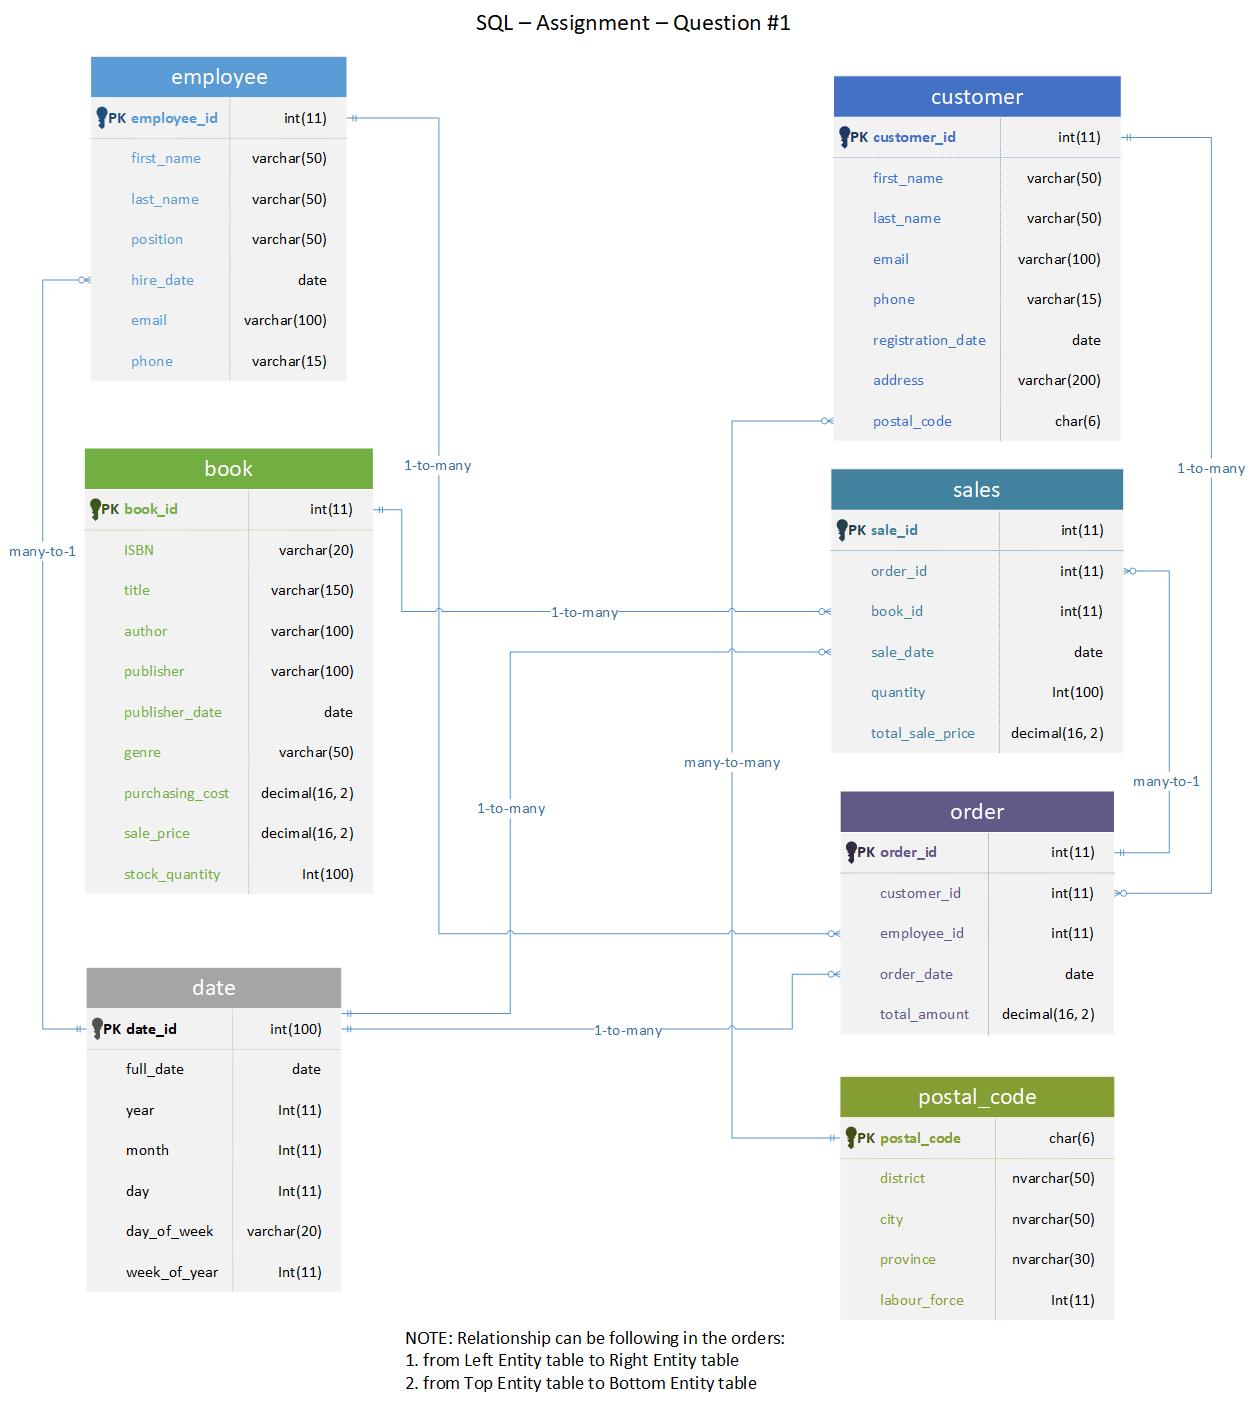 SQL – Assignment – Question #1
employee
PK employee_id int(11)
first_name varchar(50)
last_name varchar(50)
position varchar(50)
hire_date date
email varchar(100)
phone varchar(15)
customer
PK customer_id int(11)
first_name varchar(50)
last_name varchar(50)
email varchar(100)
phone varchar(15)
registration_date date
address varchar(200)
postal_code char(6)
1-to-many
1-to-many
book
PK book_id int(11)
ISBN varchar(20)
title varchar(150)
author varchar(100)
publisher varchar(100)
publisher_date date
genre varchar(50)
purchasing_cost decimal(16, 2)
sale_price decimal(16, 2)
stock_quantity Int(100)
many-to-1
1-to-many
sales
PK sale_id int(11)
order_id int(11)
book_id int(11)
sale_date date
quantity Int(100)
total_sale_price decimal(16, 2)
many-to-many
many-to-1
1-to-many
order
PK order_id int(11)
customer_id int(11)
employee_id int(11)
order_date date
total_amount decimal(16, 2)
date
PK date_id int(100)
full_date date
year Int(11)
month Int(11)
day Int(11)
day_of_week varchar(20)
week_of_year Int(11)
1-to-many
postal_code
PK postal_code char(6)
district nvarchar(50)
city nvarchar(50)
province nvarchar(30)
labour_force Int(11)
NOTE: Relationship can be following in the orders:
1. from Left Entity table to Right Entity table
2. from Top Entity table to Bottom Entity table